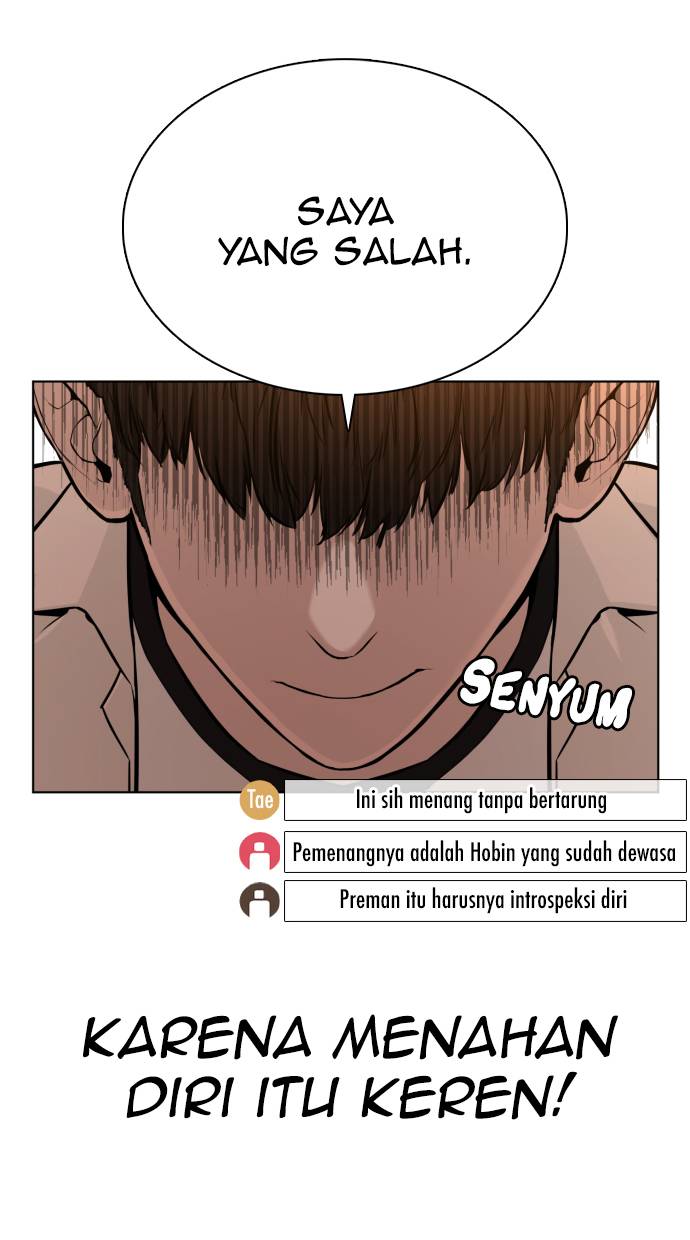 SAYA
YANG SALAH.
SENYUM
Tae Ini sih menang tanpa bertarung
Pemenangnya adalah Hobin yang sudah dewasa
Preman itu harusnya introspeksi diri
KARENA MENAHAN
DIRI ITU KEREN!